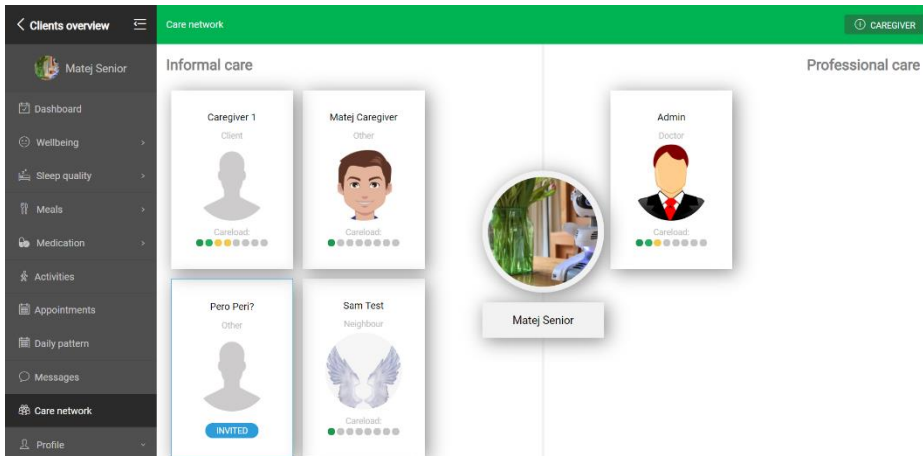 Clients overview
Care network
CAREGIVER
Matej Senior
Dashboard
Wellbeing
Sleep quality
Meals
Medication
Activities
Appointments
Daily pattern
Messages
Care network
Profile
Informal care
Professional care
Caregiver 1
Client
Careload:
Matej Caregiver
Other
Careload:
Admin
Doctor
Careload:
Matej Senior
Pero Peri?
Other
INVITED
Sam Test
Neighbour
Careload: